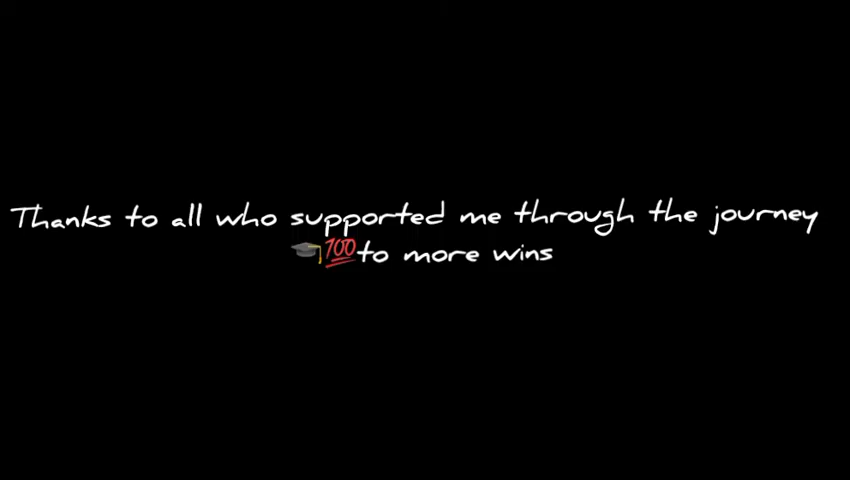 Thanks to all who supported me through the journey
🎓💯to more wins